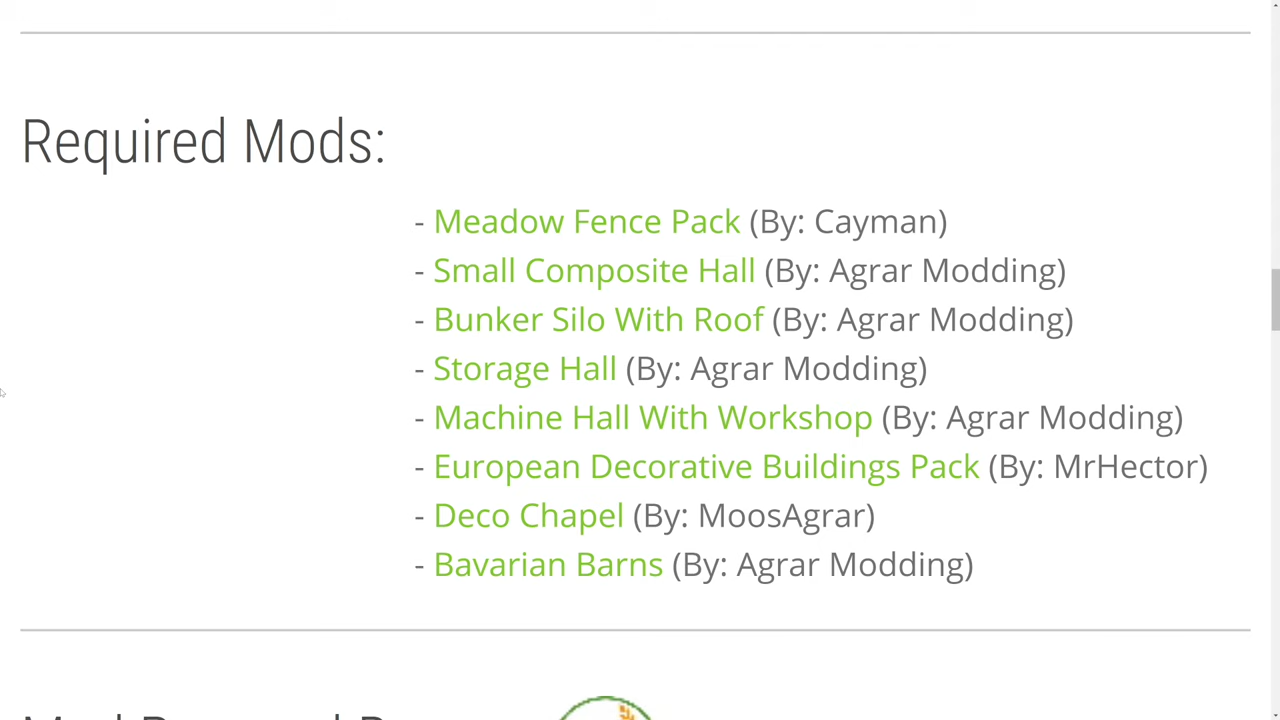 Required Mods:
- Meadow Fence Pack (By: Cayman)
- Small Composite Hall (By: Agrar Modding)
- Bunker Silo With Roof (By: Agrar Modding)
- Storage Hall (By: Agrar Modding)
- Machine Hall With Workshop (By: Agrar Modding)
- European Decorative Buildings Pack (By: MrHector)
- Deco Chapel (By: MoosAgrar)
- Bavarian Barns (By: Agrar Modding)